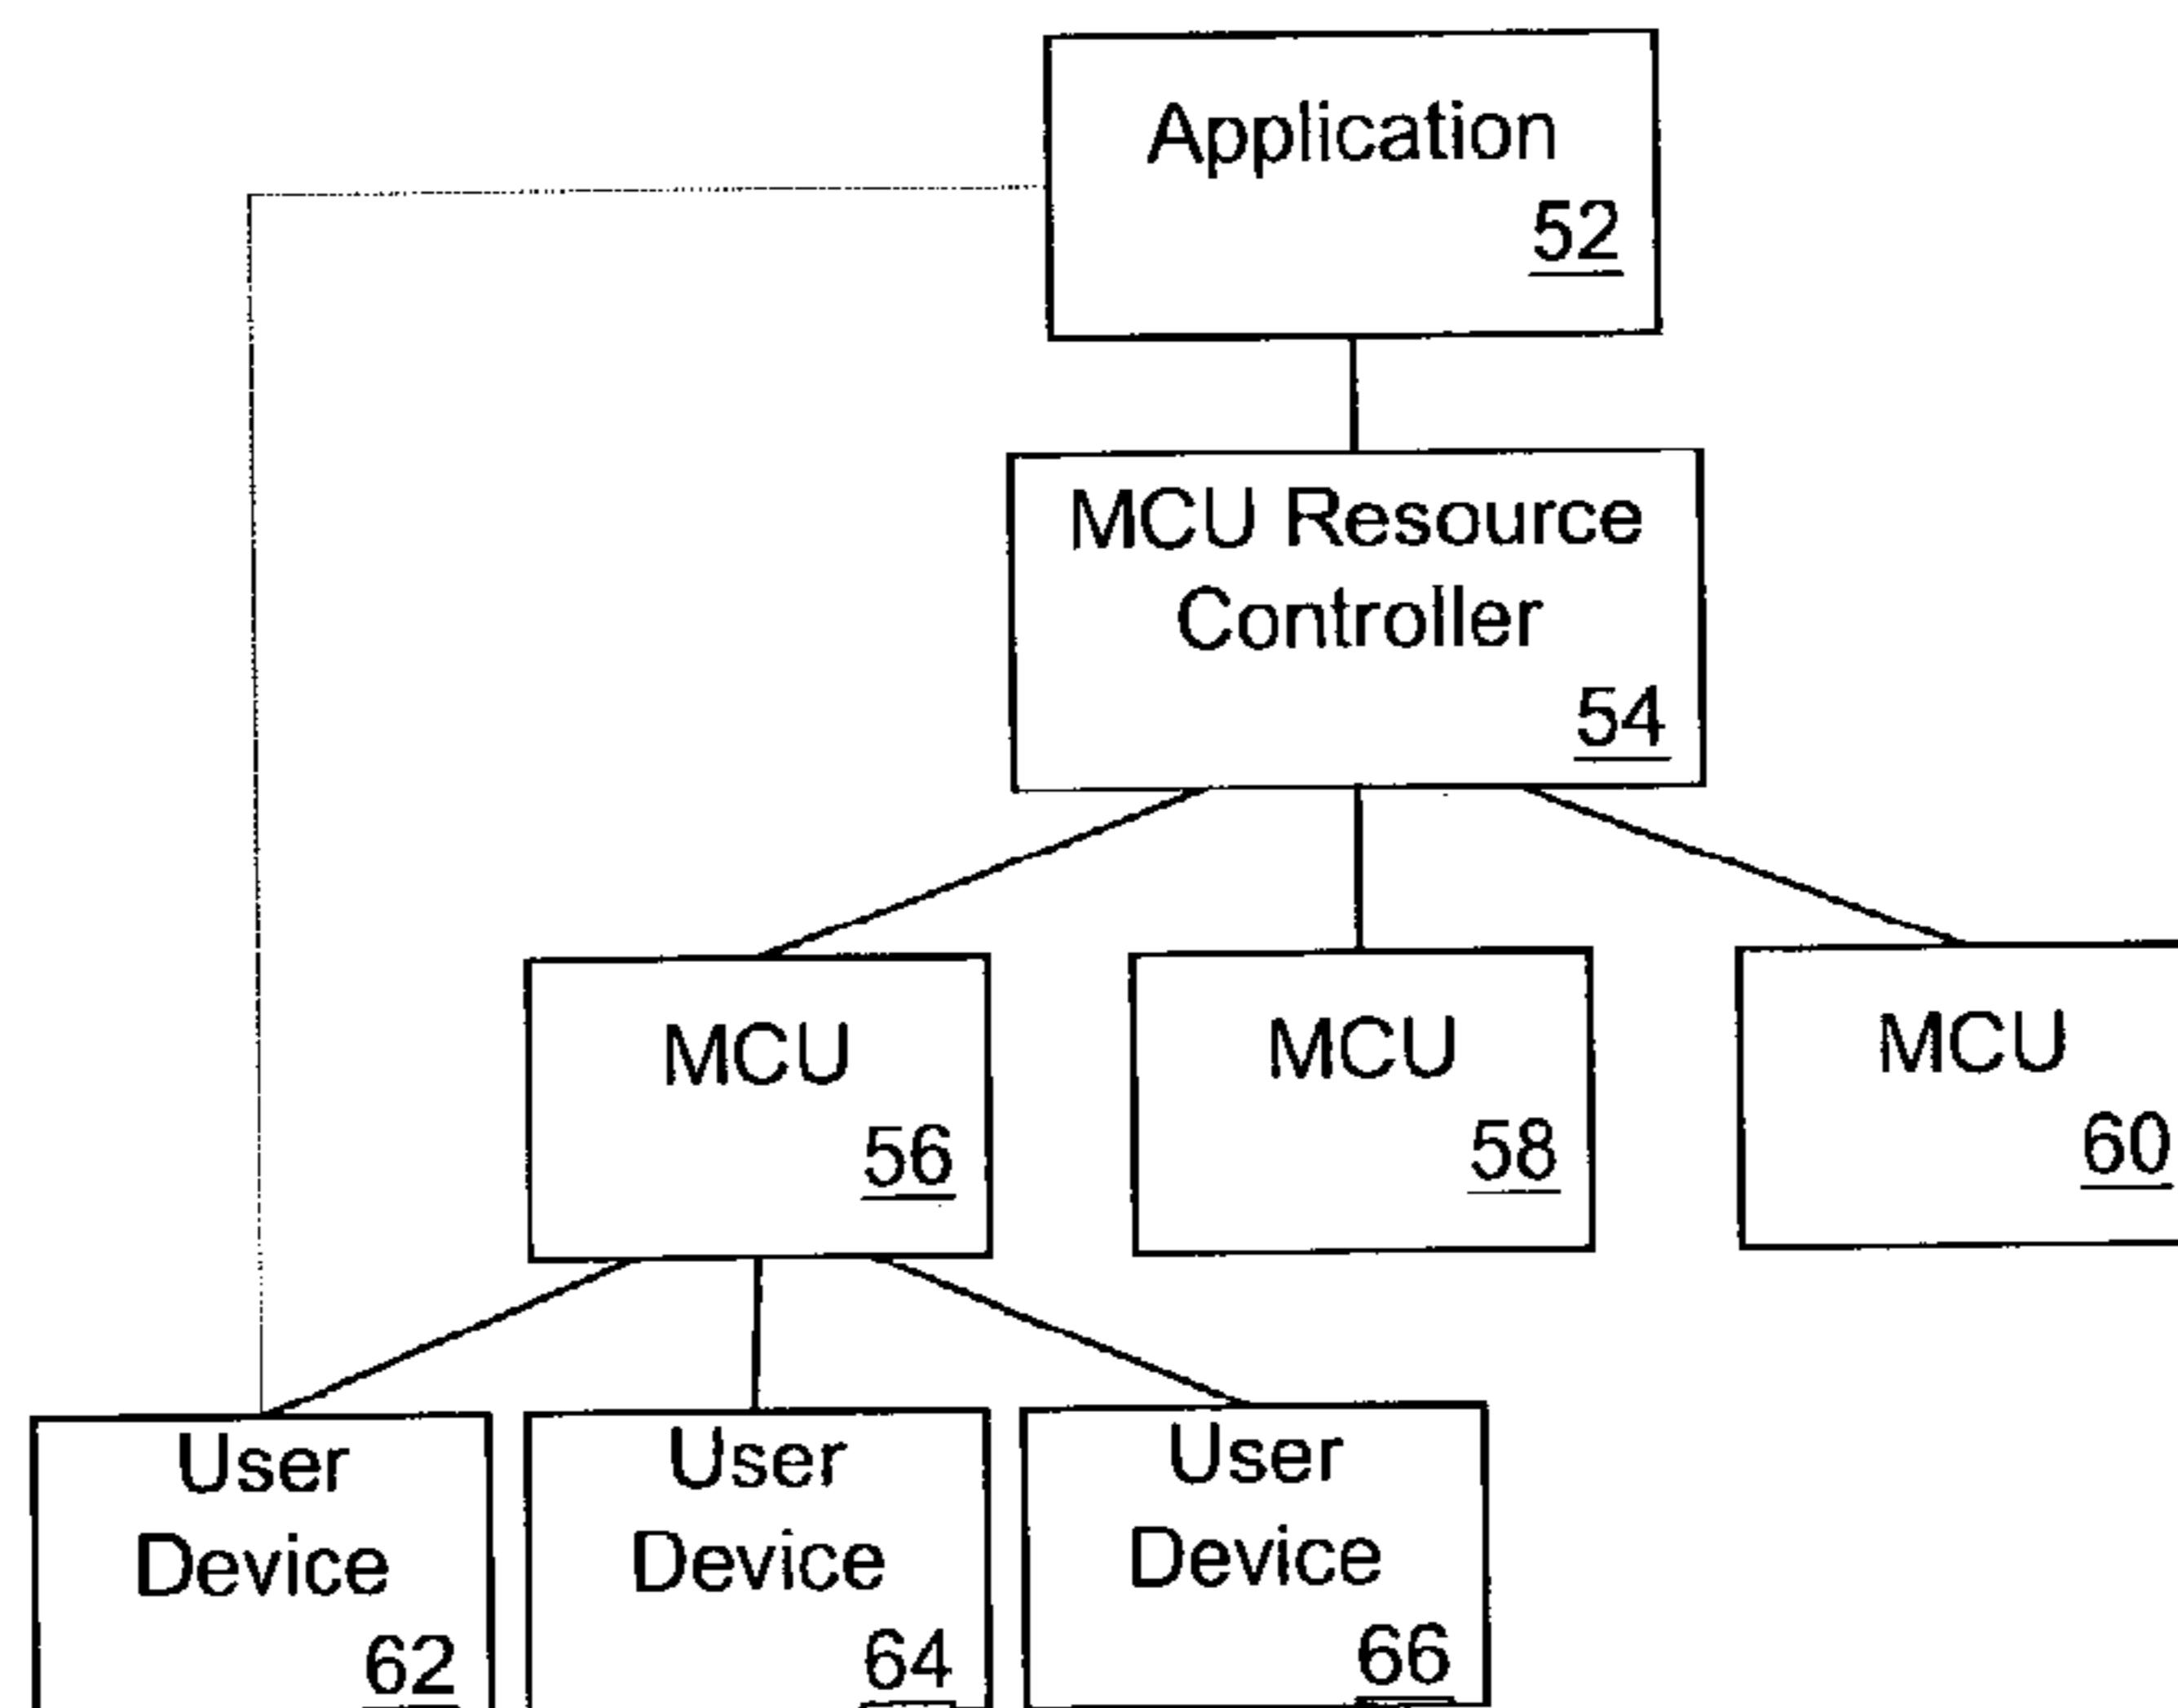 Application
52
MCU Resource
Controller
54
MCU
56
MCU
58
MCU
60
User
Device
62
User
Device
64
User
Device
66